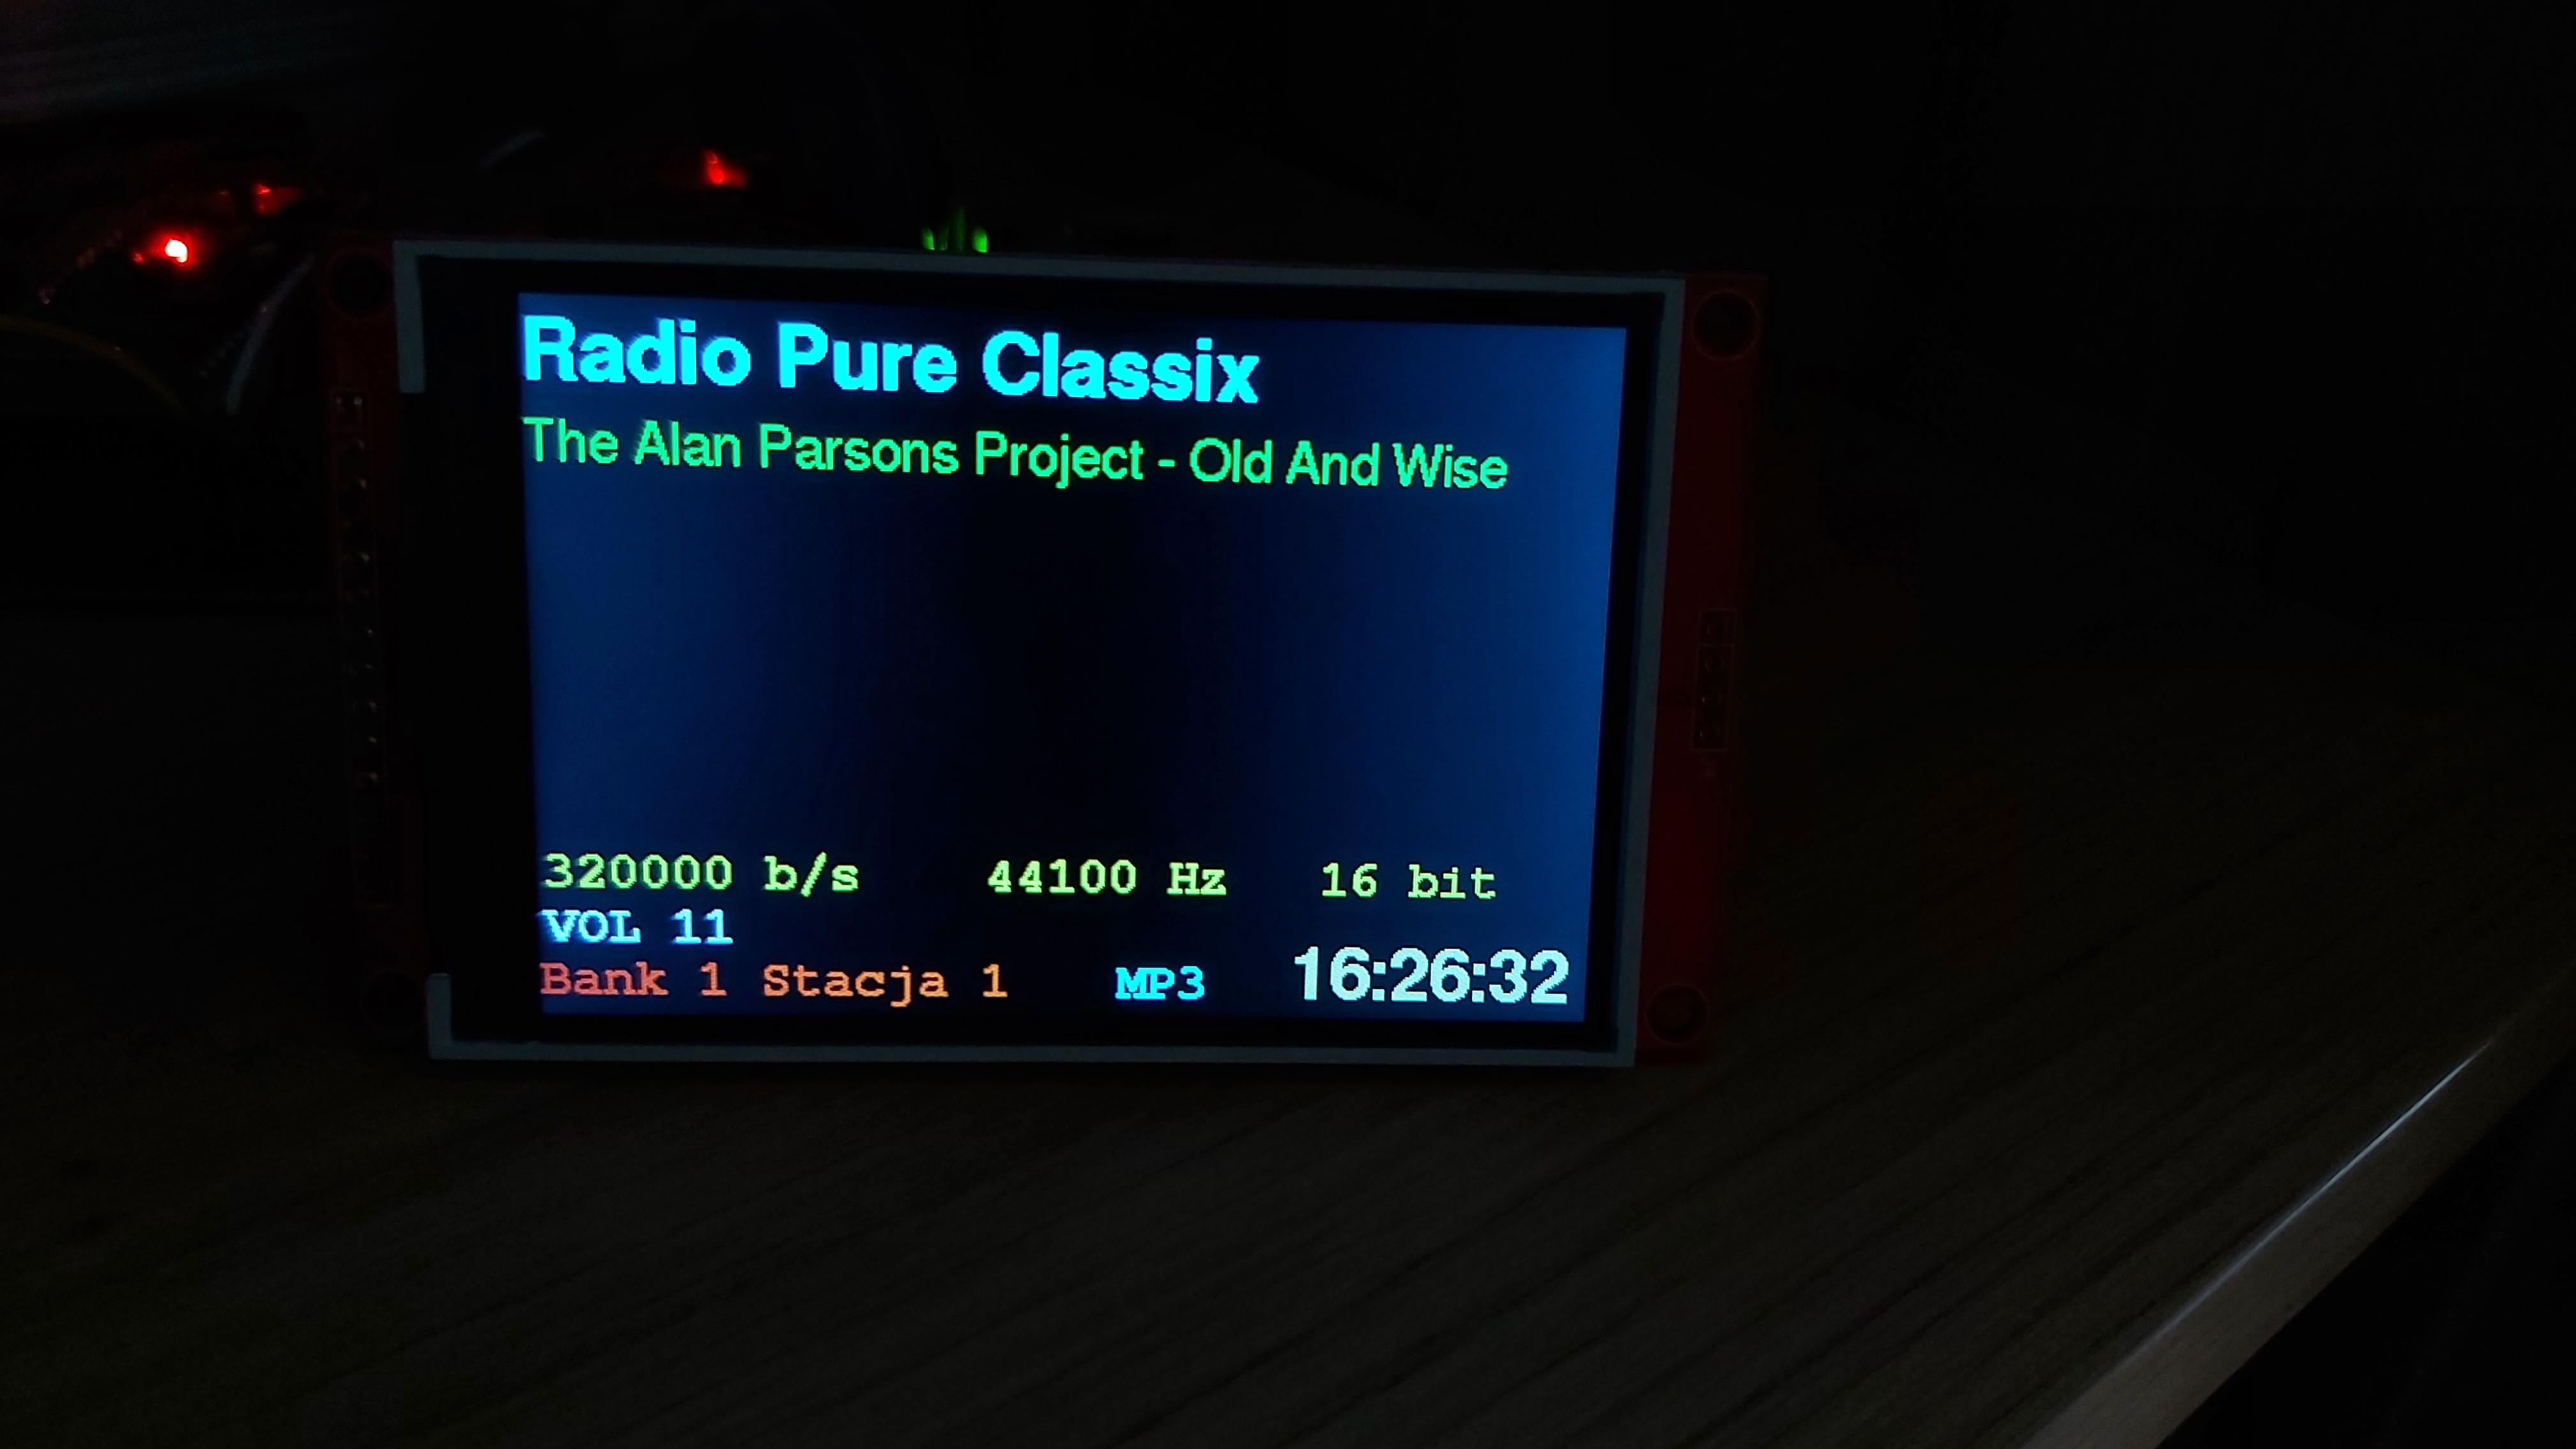 Radio Pure Classix
The Alan Parsons Project - Old And Wise
320000 b/s 44100 Hz 16 bit
VOL 11
Bank 1 Stacja 1 MP3 16:26:32